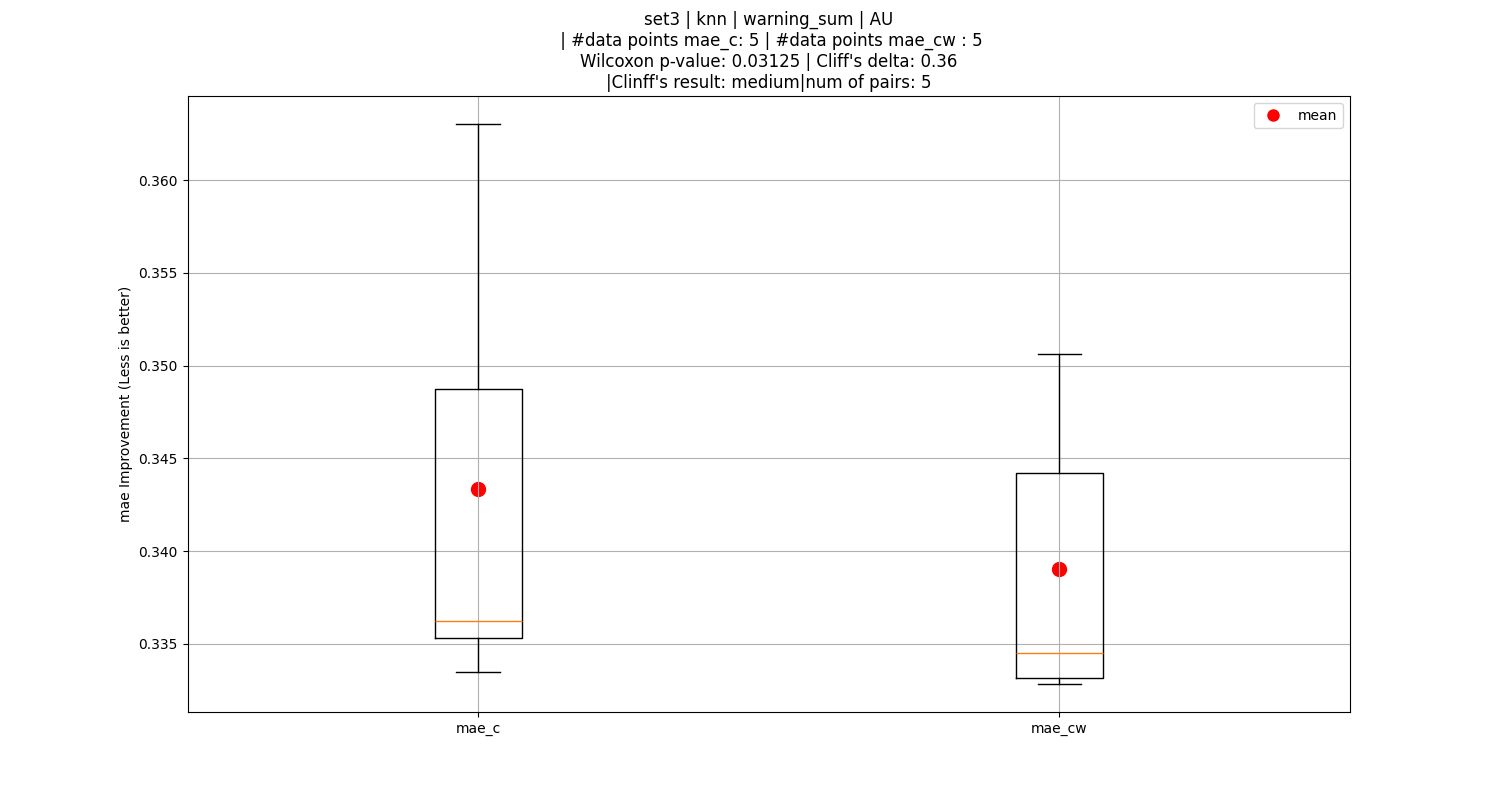 set3 | knn | warning_sum | AU
| #data points mae_c: 5 | #data points mae_cw : 5
Wilcoxon p-value: 0.03125 | Cliff's delta: 0.36
|Clinff's result: medium|num of pairs: 5
mean
mae Improvement (Less is better)
0.360
0.355
0.350
0.345
0.340
0.335
mae_c
mae_cw